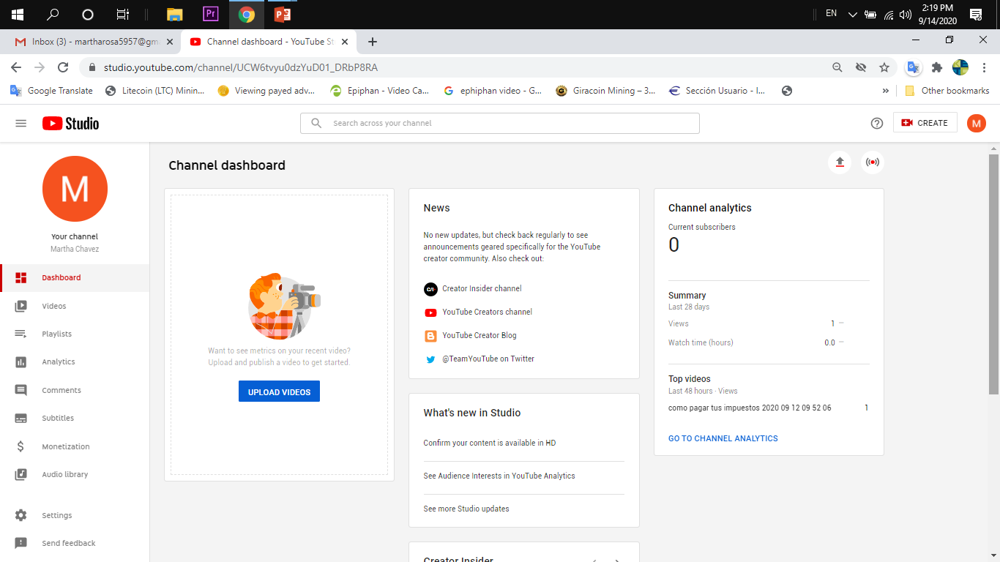 Pr
EN
2:19 PM
9/14/2020
Inbox (3) - martharosa5957@gm
Channel dashboard - YouTube St
studio.youtube.com/channel/UCW6tvyu0dzYuD01_DRbP8RA
Google Translate
Litecoin (LTC) Minin...
Viewing payed adv...
Epiphan - Video Ca...
ephiphan video - G...
Giracoin Mining – 3...
Sección Usuario - I...
»
Other bookmarks
Studio
Search across your channel
CREATE
M
M
Your channel
Martha Chavez
Dashboard
Videos
Playlists
Analytics
Comments
Subtitles
Monetization
Audio library
Settings
Send feedback
Channel dashboard
Want to see metrics on your recent video?
Upload and publish a video to get started.
UPLOAD VIDEOS
News
No new updates, but check back regularly to see
announcements geared specifically for the YouTube
creator community. Also check out:
C/I
Creator Insider channel
YouTube Creators channel
YouTube Creator Blog
@TeamYouTube on Twitter
What's new in Studio
Confirm your content is available in HD
See Audience Interests in YouTube Analytics
See more Studio updates
Creator Insider
Channel analytics
Current subscribers
0
Summary
Last 28 days
Views 1 —
Watch time (hours) 0.0 —
Top videos
Last 48 hours · Views
como pagar tus impuestos 2020 09 12 09 52 06 1
GO TO CHANNEL ANALYTICS